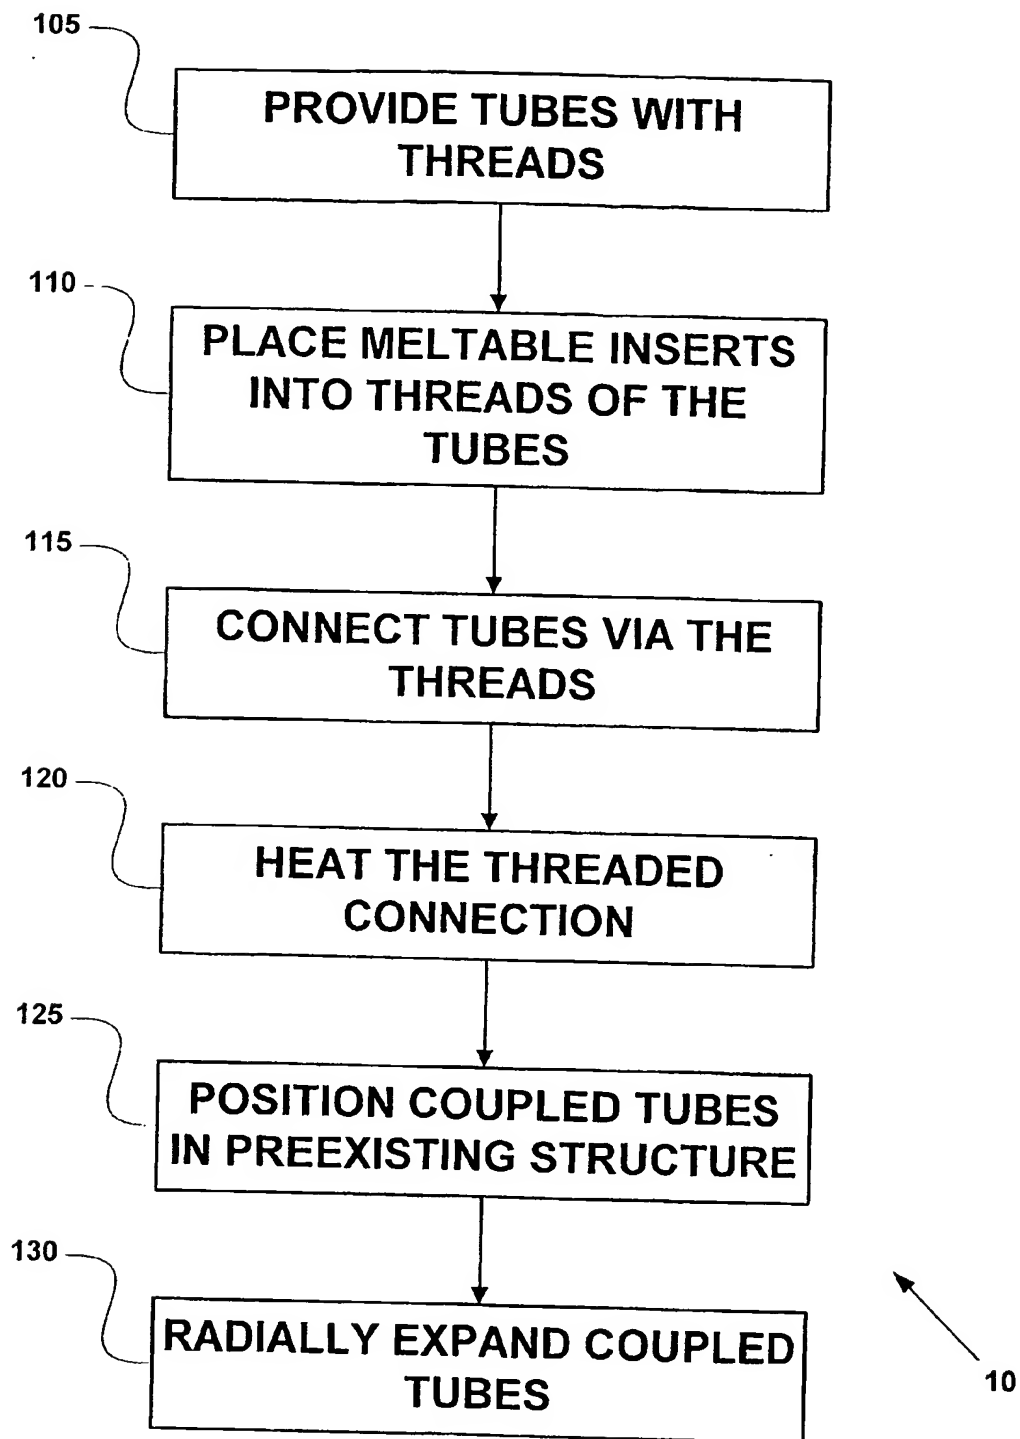 105
PROVIDE TUBES WITH
THREADS
110
PLACE MELTABLE INSERTS
INTO THREADS OF THE
TUBES
115
CONNECT TUBES VIA THE
THREADS
120
HEAT THE THREADED
CONNECTION
125
POSITION COUPLED TUBES
IN PREEXISTING STRUCTURE
130
RADIALLY EXPAND COUPLED
TUBES
10